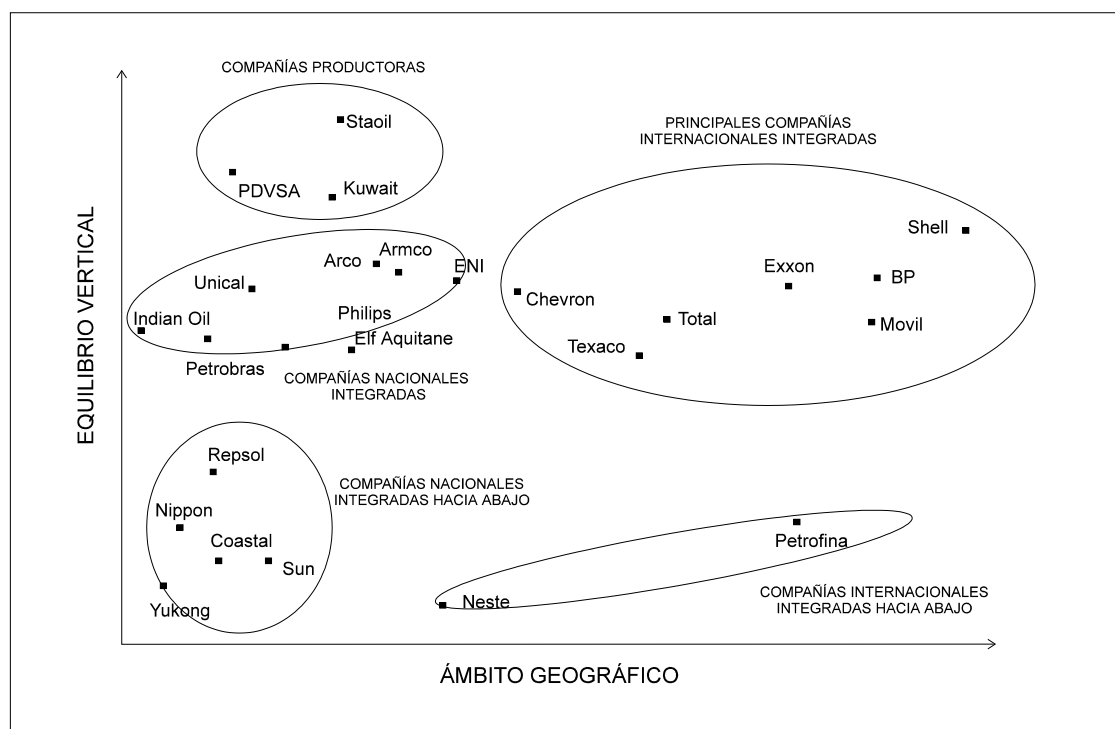 COMPAÑÍAS PRODUCTORAS
Staoil
PDVSA
Kuwait
PRINCIPALES COMPAÑÍAS
INTERNACIONALES INTEGRADAS
Shell
Exxon
BP
Chevron
Total
Movil
Texaco
Armco
Arco
ENI
Unical
Indian Oil
Philips
Elf Aquitane
Petrobras
COMPAÑÍAS NACIONALES
INTEGRADAS
EQUILIBRIO VERTICAL
Repsol
Nippon
Coastal
Sun
Yukong
COMPAÑÍAS NACIONALES
INTEGRADAS HACIA ABAJO
Petrofina
Neste
COMPAÑÍAS INTERNACIONALES
INTEGRADAS HACIA ABAJO
ÁMBITO GEOGRÁFICO